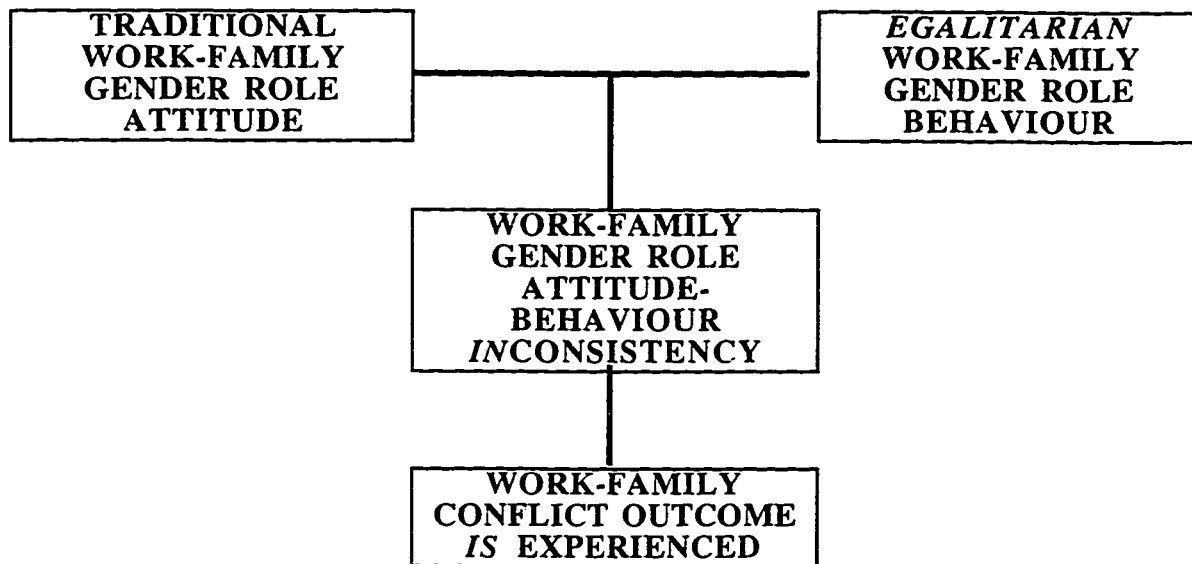 TRADITIONAL
WORK-FAMILY
GENDER ROLE
ATTITUDE
EGALITARIAN
WORK-FAMILY
GENDER ROLE
BEHAVIOUR
WORK-FAMILY
GENDER ROLE
ATTITUDE-
BEHAVIOUR
INCONSISTENCY
WORK-FAMILY
CONFLICT OUTCOME
IS EXPERIENCED